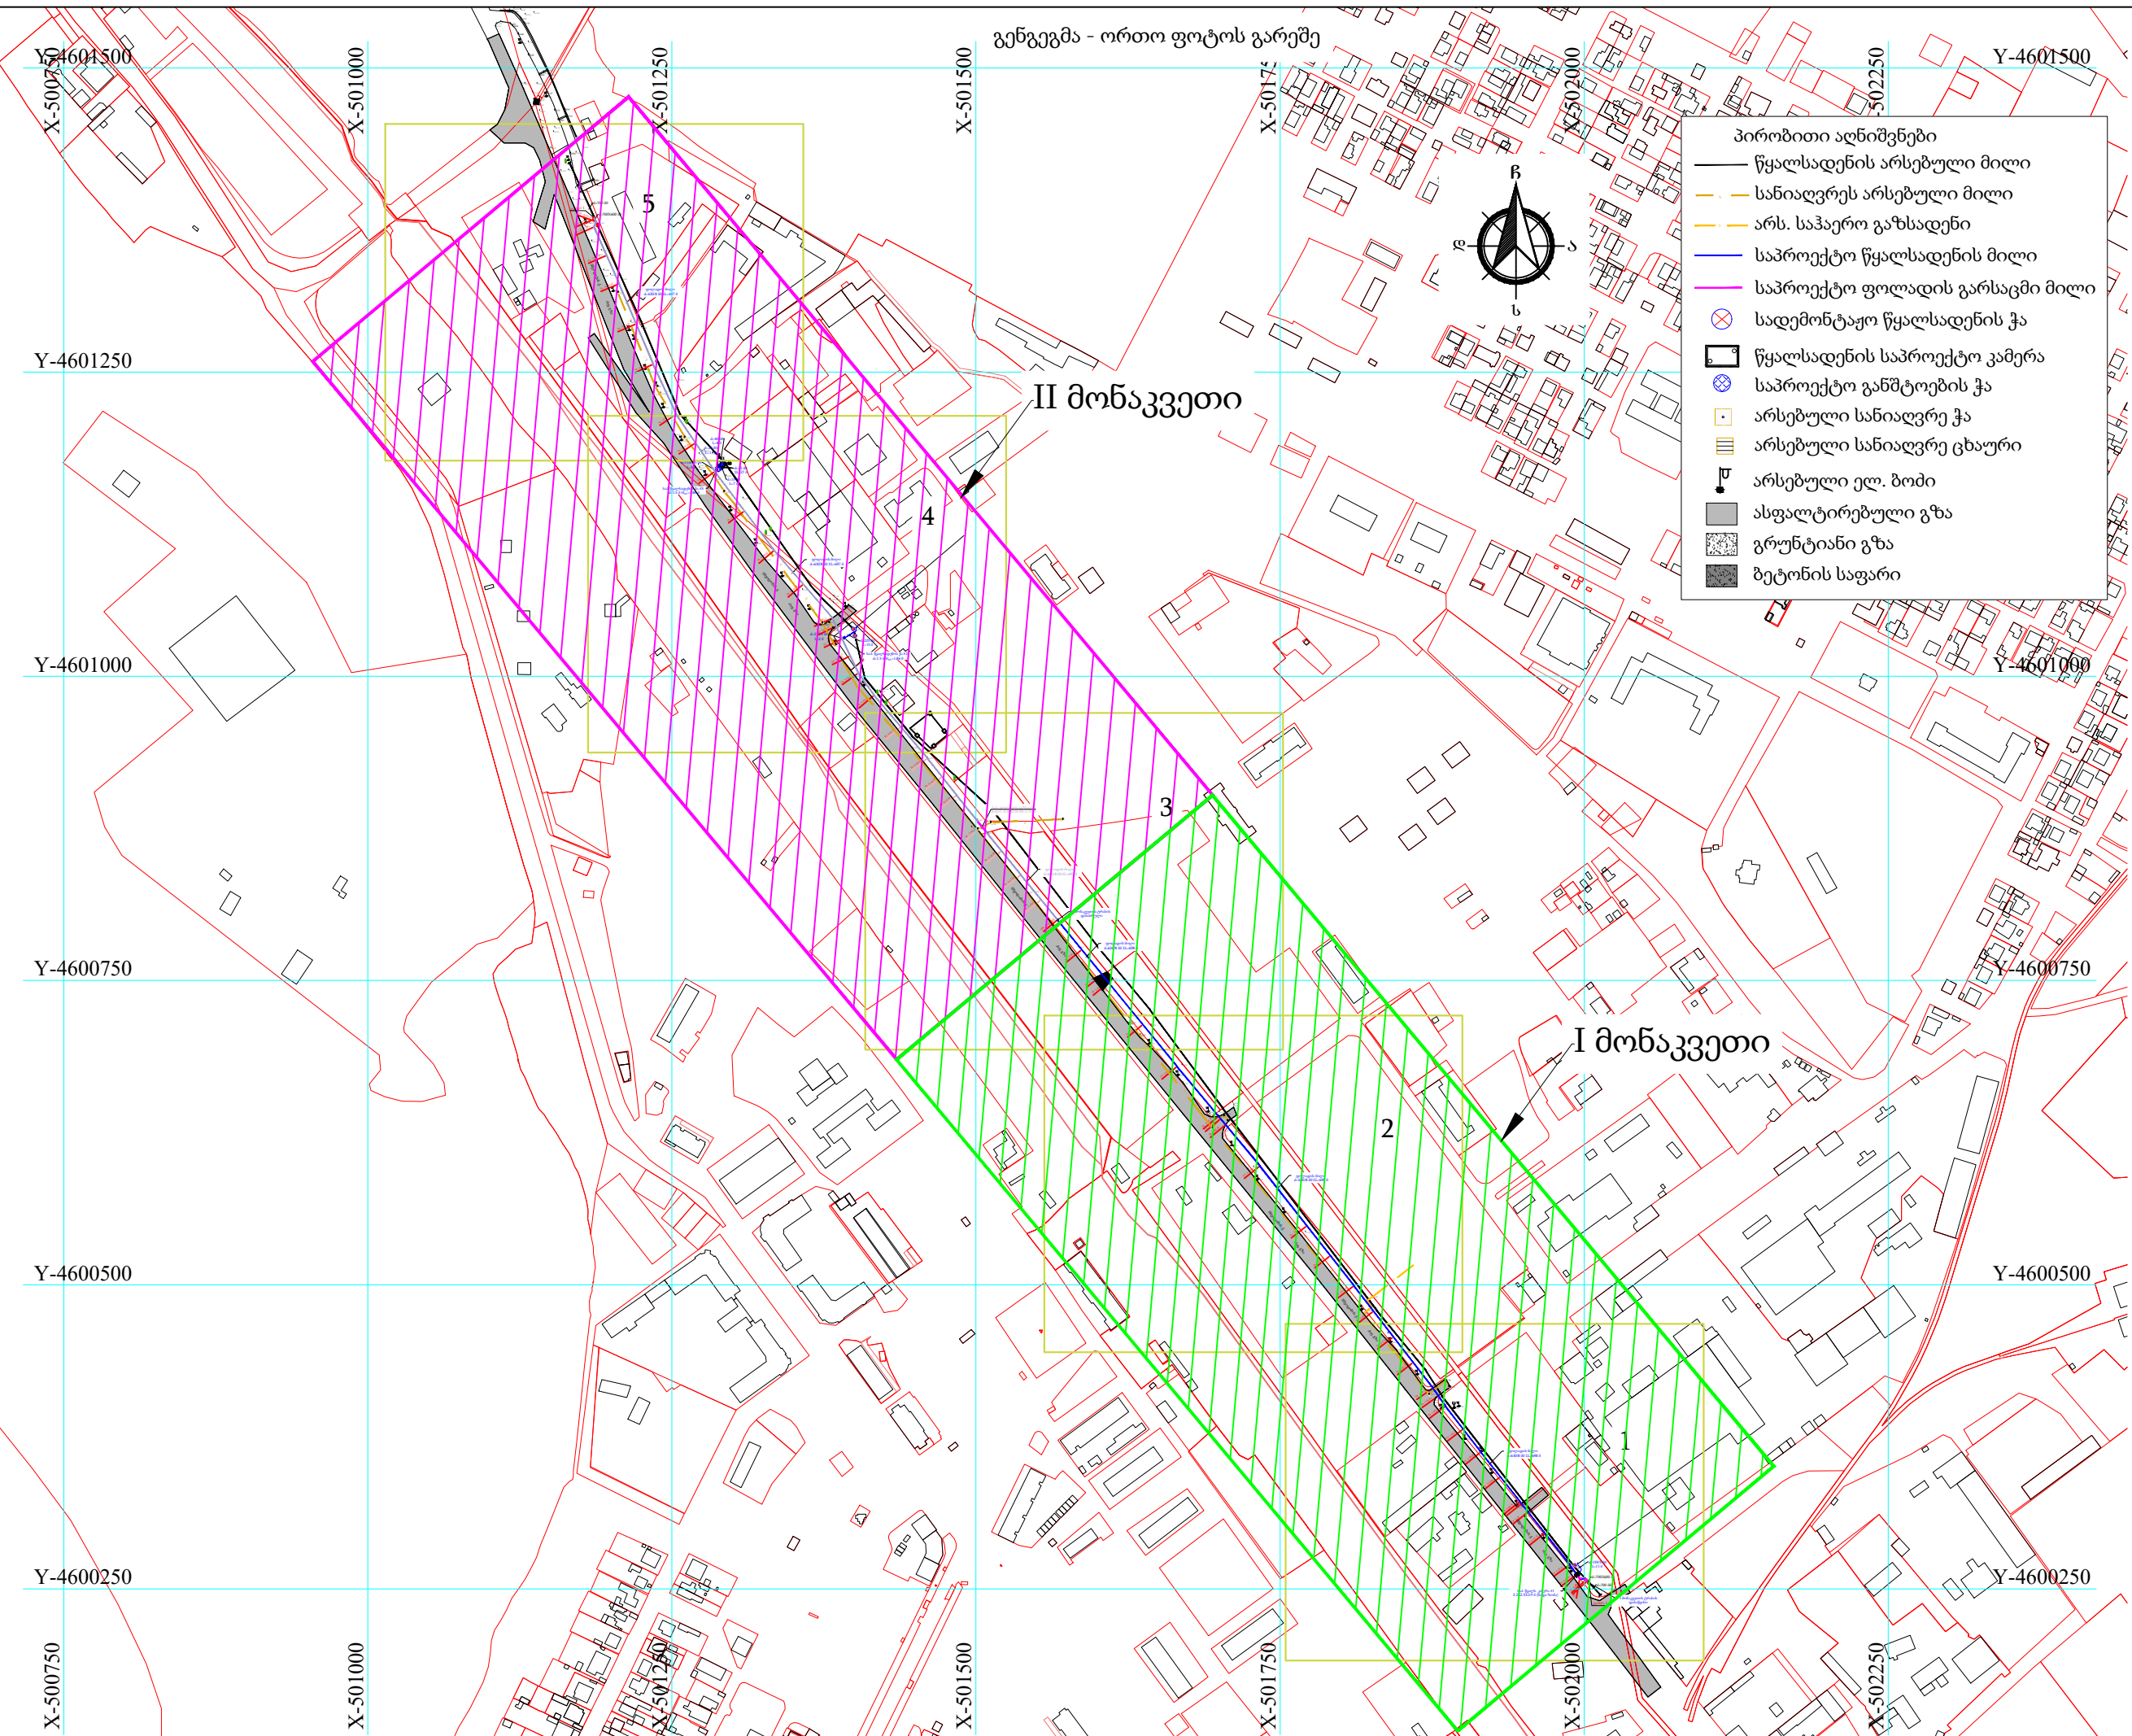 გენგეგმა - ორთო ფოტოს გარეშე
Y-4601500
Y-4601500
X-500750
X-501000
X-501250
X-501500
X-502000
X-502250
პირობითი აღნიშვნები
წყალსადენის არსებული მილი
სანიაღვრეს არსებული მილი
არს. საჰაერო გაზსადენი
საპროექტო წყალსადენის მილი
საპროექტო ფოლადის გარსაცმი მილი
სადემონტაჟო წყალსადენის ჭა
წყალსადენის საპროექტო კამერა
საპროექტო განშტოების ჭა
არსებული სანიაღვრე ჭა
არსებული სანიაღვრე ცხაური
არსებული ელ. ბოძი
ასფალტირებული გზა
გრუნტიანი გზა
ბეტონის საფარი
ჩ
დ
ა
ს
5
Y-4601250
II მონაკვეთი
4
Y-4601000
Y-4601000
3
Y-4600750
Y-4600750
I მონაკვეთი
2
Y-4600500
Y-4600500
1
Y-4600250
Y-4600250
X-500750
X-501000
X-501250
X-501500
X-501750
X-502000
X-502250